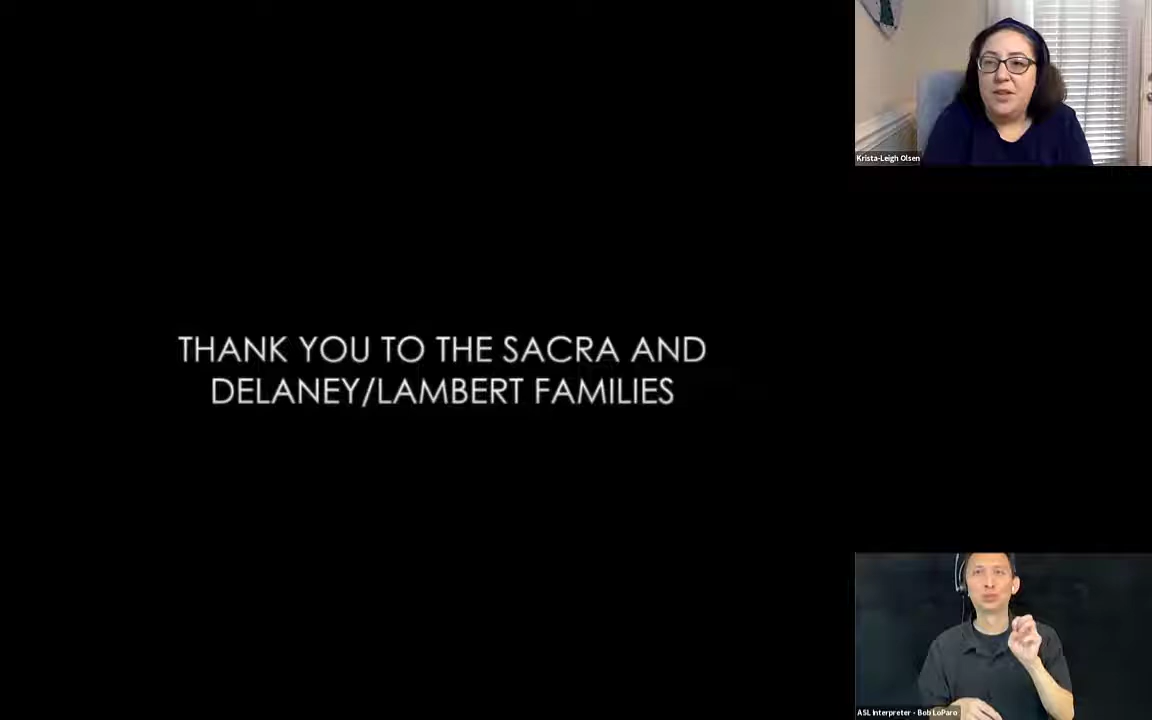 Krista-Leigh Olsen
THANK YOU TO THE SACRA AND
DELANEY/LAMBERT FAMILIES
ASL Interpreter - Bob LoParo